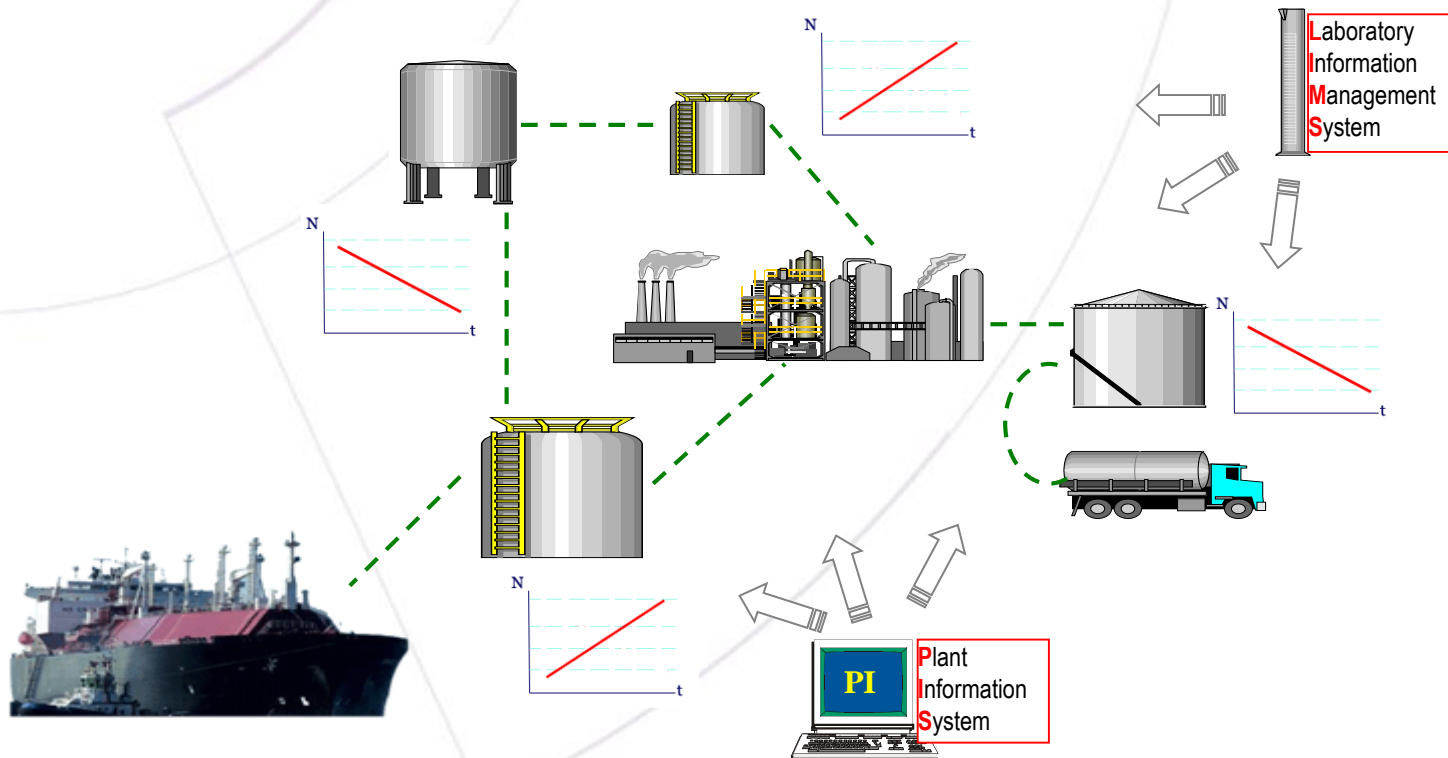 N
t
Laboratory
Information
Management
System
N
t
N
t
N
t
PI
Plant
Information
System